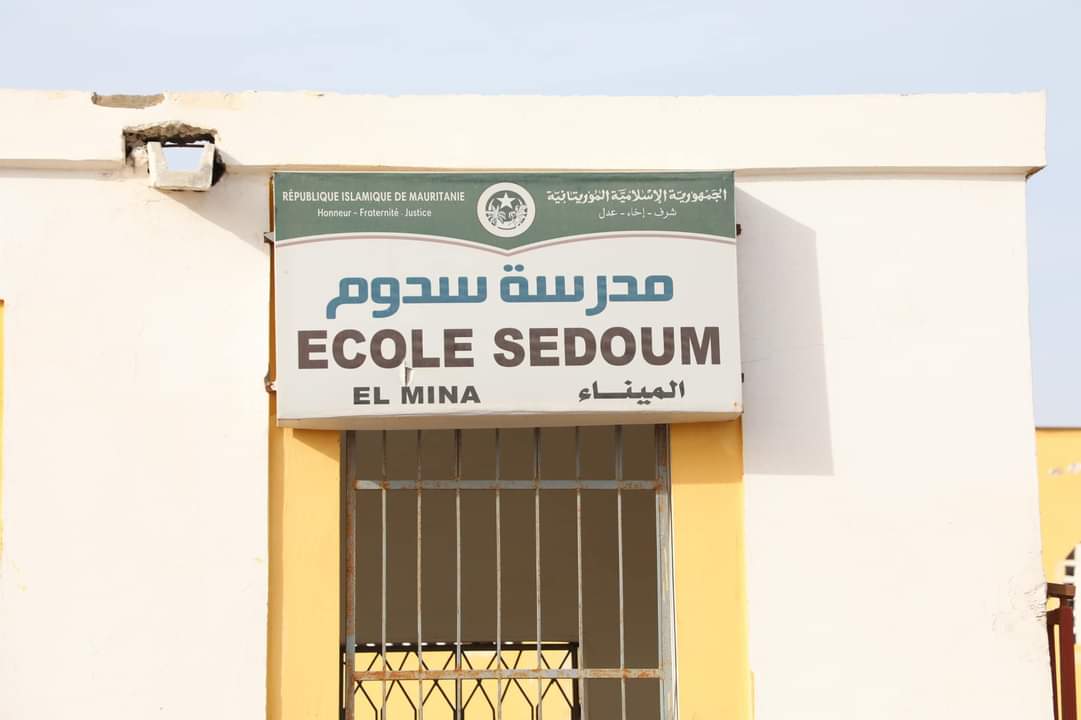 RÉPUBLIQUE ISLAMIQUE DE MAURITANIE
Honneur – Fraternité - Justice
الجمهورية الإسلامية الموريتانية
شرف - إخاء - عدل
مدرسة سدوم
ECOLE SEDOUM
EL MINA
الميناء